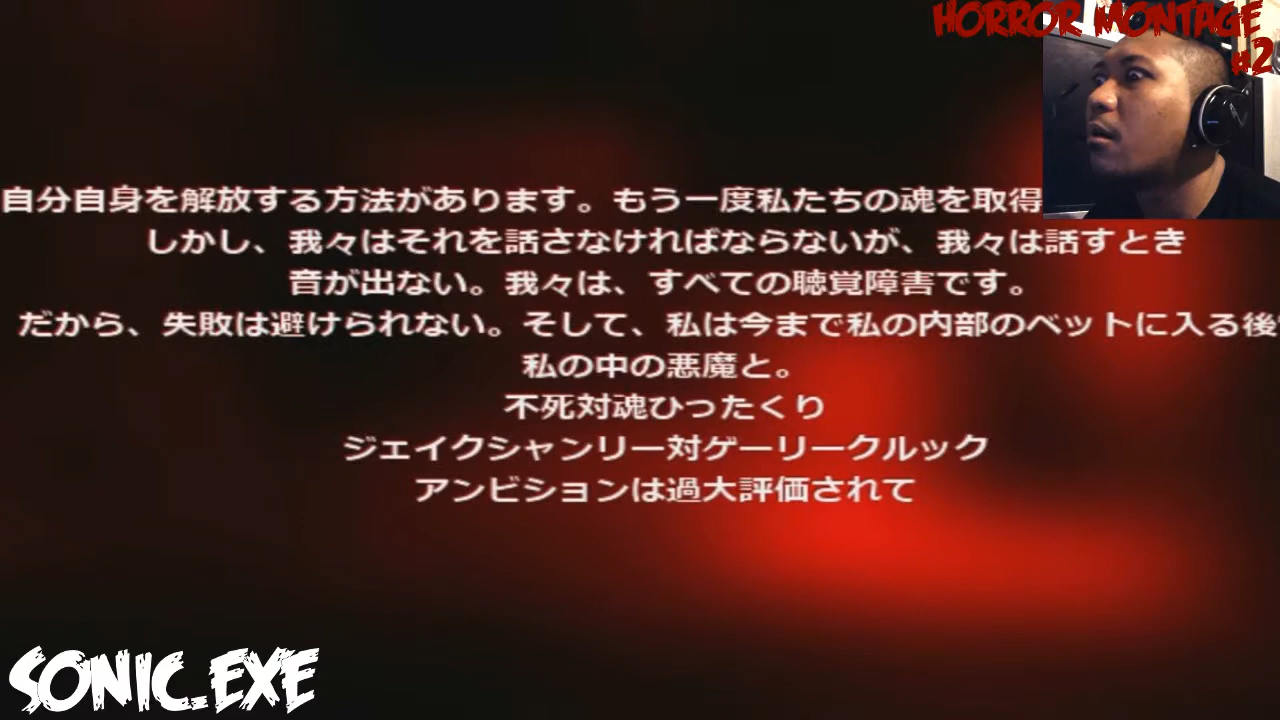 HORROR MONTAGE
#2
自分自身を解放する方法があります。もう一度私たちの魂を取得
しかし、我々はそれを話さなければならないが、我々は話すとき
音が出ない。我々は、すべての聴覚障害です。
だから、失敗は避けられない。そして、私は今まで私の内部のベットに入る後
私の中の悪魔と。
不死対魂ひったくり
ジェイクシャンリー対ゲーリークルック
アンビションは過大評価されて
SONIC.EXE